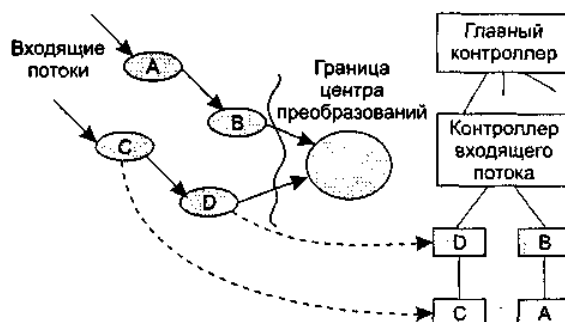 Входящие
потоки
A
B
C
D
Граница
центра
преобразований
Главный
контроллер
Контроллер
входящего
потока
D
B
C
A